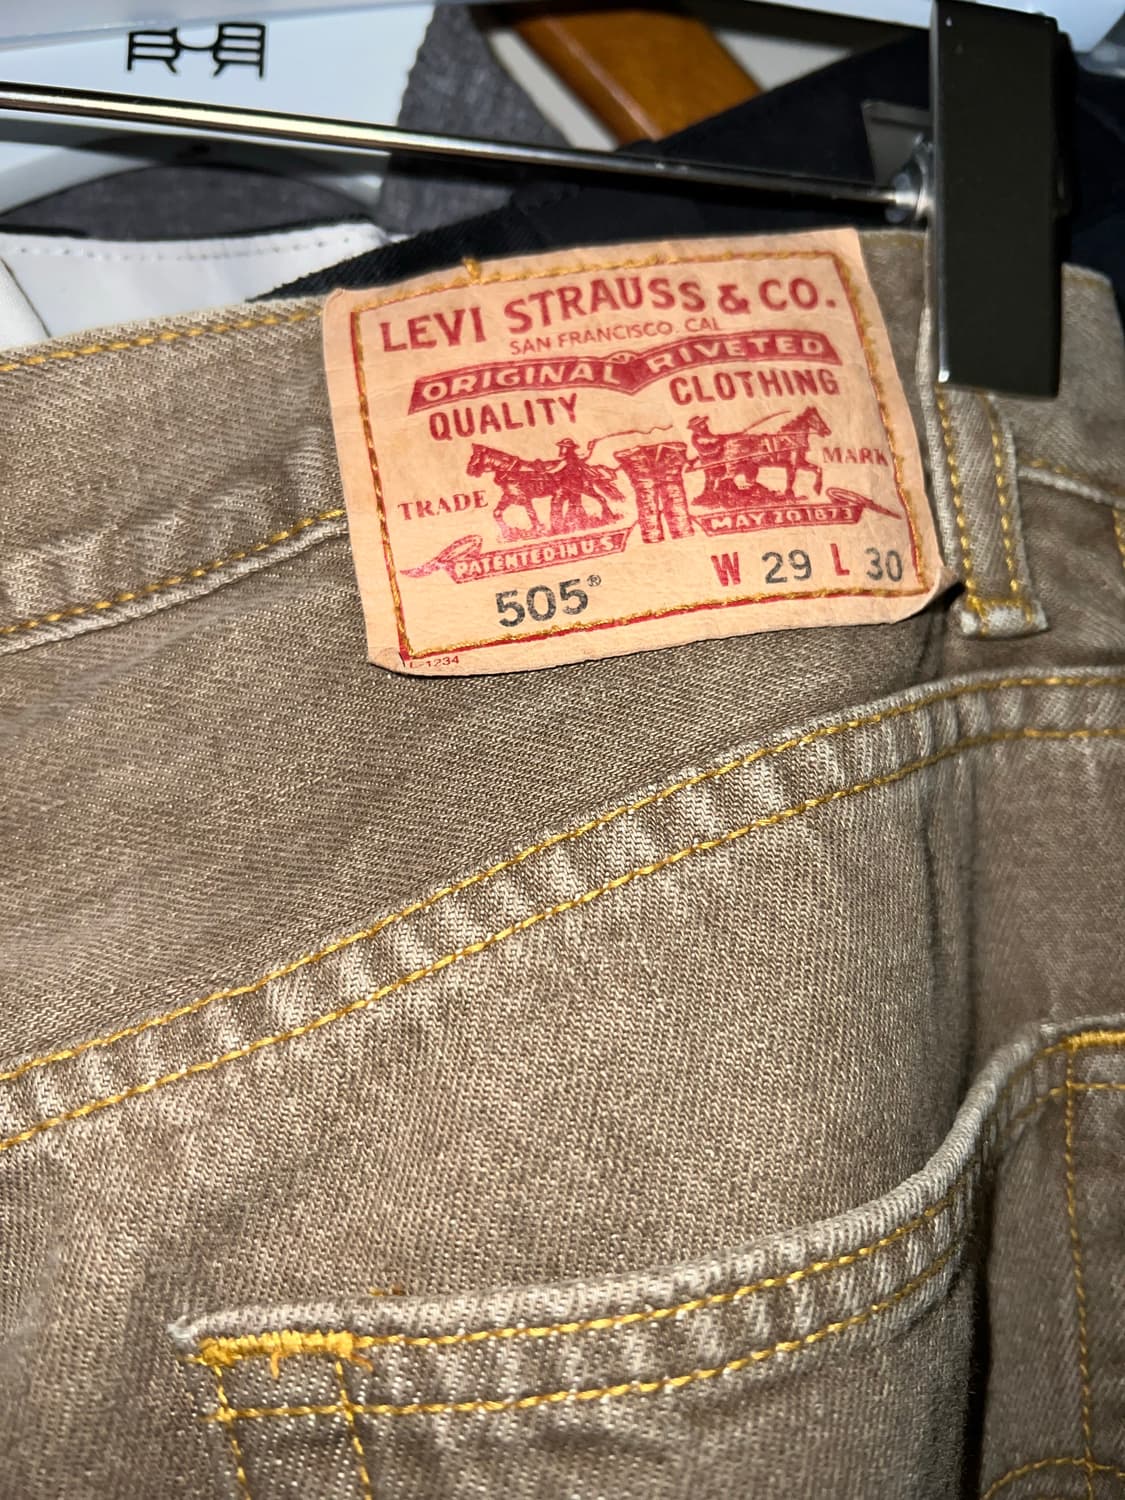 LEVI STRAUSS & CO.
SAN FRANCISCO. CAL
ORIGINAL RIVETED
QUALITY CLOTHING
TRADE MARK
PATENTED IN U.S. MAY 20 1873
505® W 29 L 30
L-1234